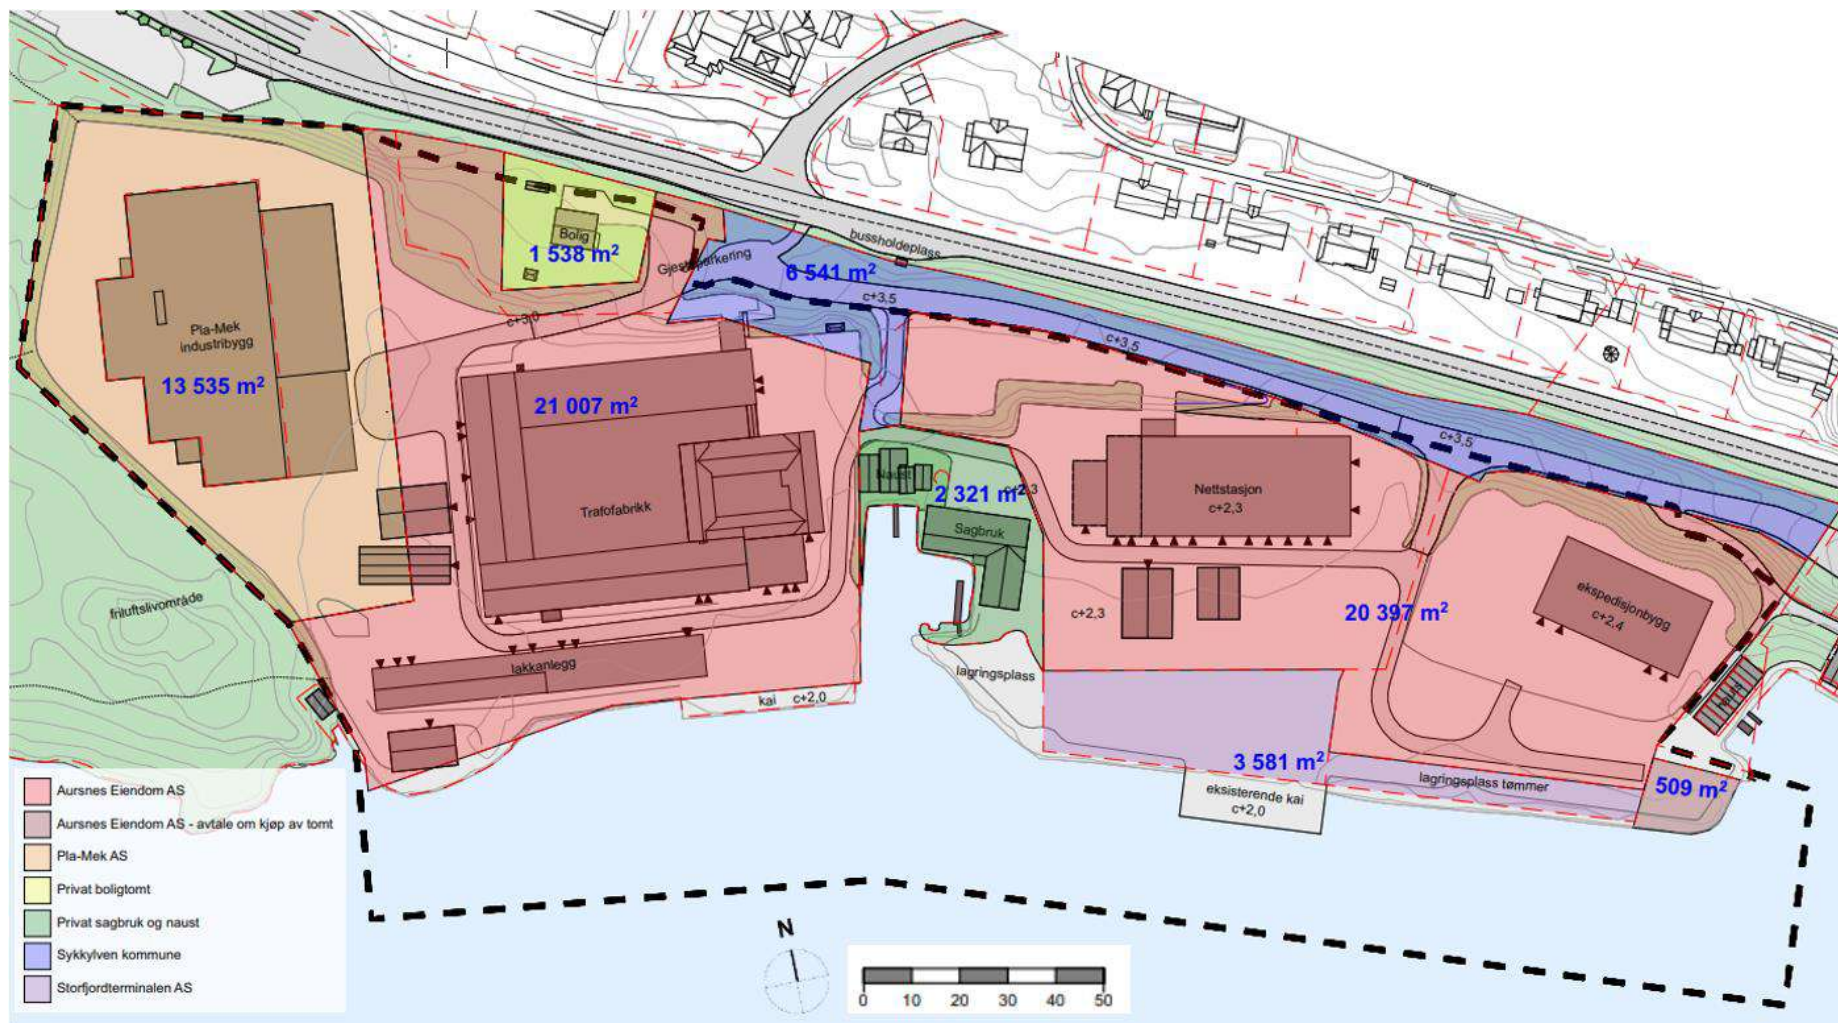 bussholdeplass
Bolig
1 538 m²
Gjesteparkering
6 541 m²
c+3,5
c+3,0
c+3,5
Pla-Mek
industribygg
13 535 m²
21 007 m²
c+3,5
Trafofabrikk
Naust
2 321 m²
c+2,3
Sagbruk
Nettstasjon
c+2,3
friluftslivområde
c+2,3
20 397 m²
ekspedisjonbygg
c+2,4
lakkanlegg
lagringsplass
kai c+2,0
3 581 m²
lagringsplass tømmer
509 m²
eksisterende kai
c+2,0
Aursnes Eiendom AS
Aursnes Eiendom AS - avtale om kjøp av tomt
Pla-Mek AS
Privat boligtomt
Privat sagbruk og naust
Sykkylven kommune
Storfjordterminalen AS
N
0 10 20 30 40 50